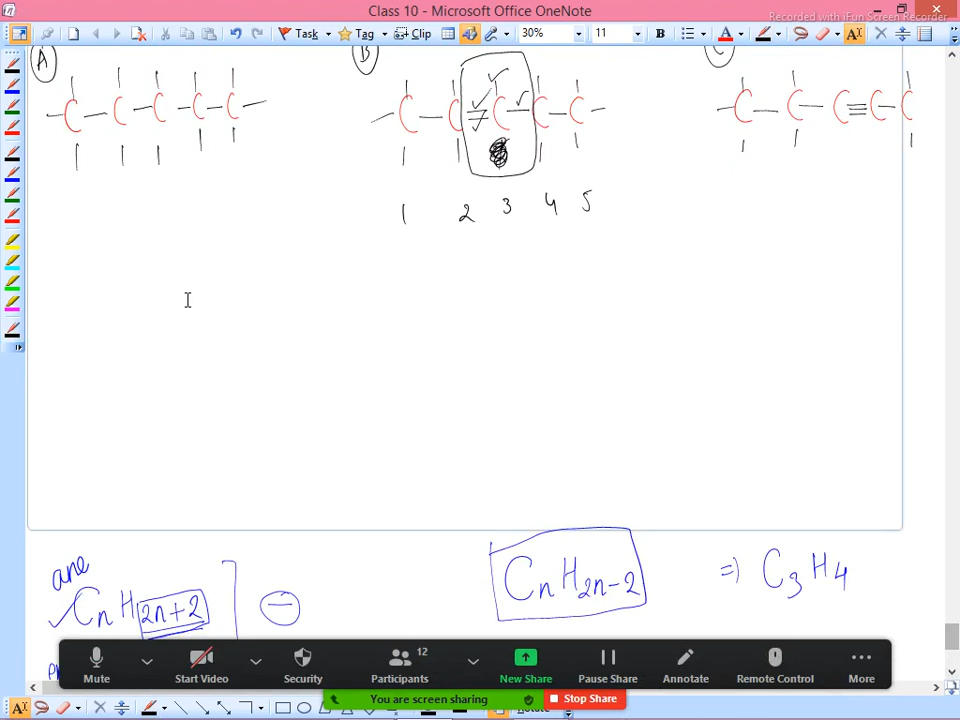 Class 10 - Microsoft Office OneNote
Recorded with iFun Screen Recorder
Task Tag Clip 30% 11 B A A
A B C
C C C C C
C C C C C
C C C ≡ C C
1 2 3 4 5
ane
CnH2n+2
CnH2n-2 => C3H4
Mute Start Video Security Participants 12 New Share Pause Share Annotate Remote Control More
You are screen sharing Stop Share